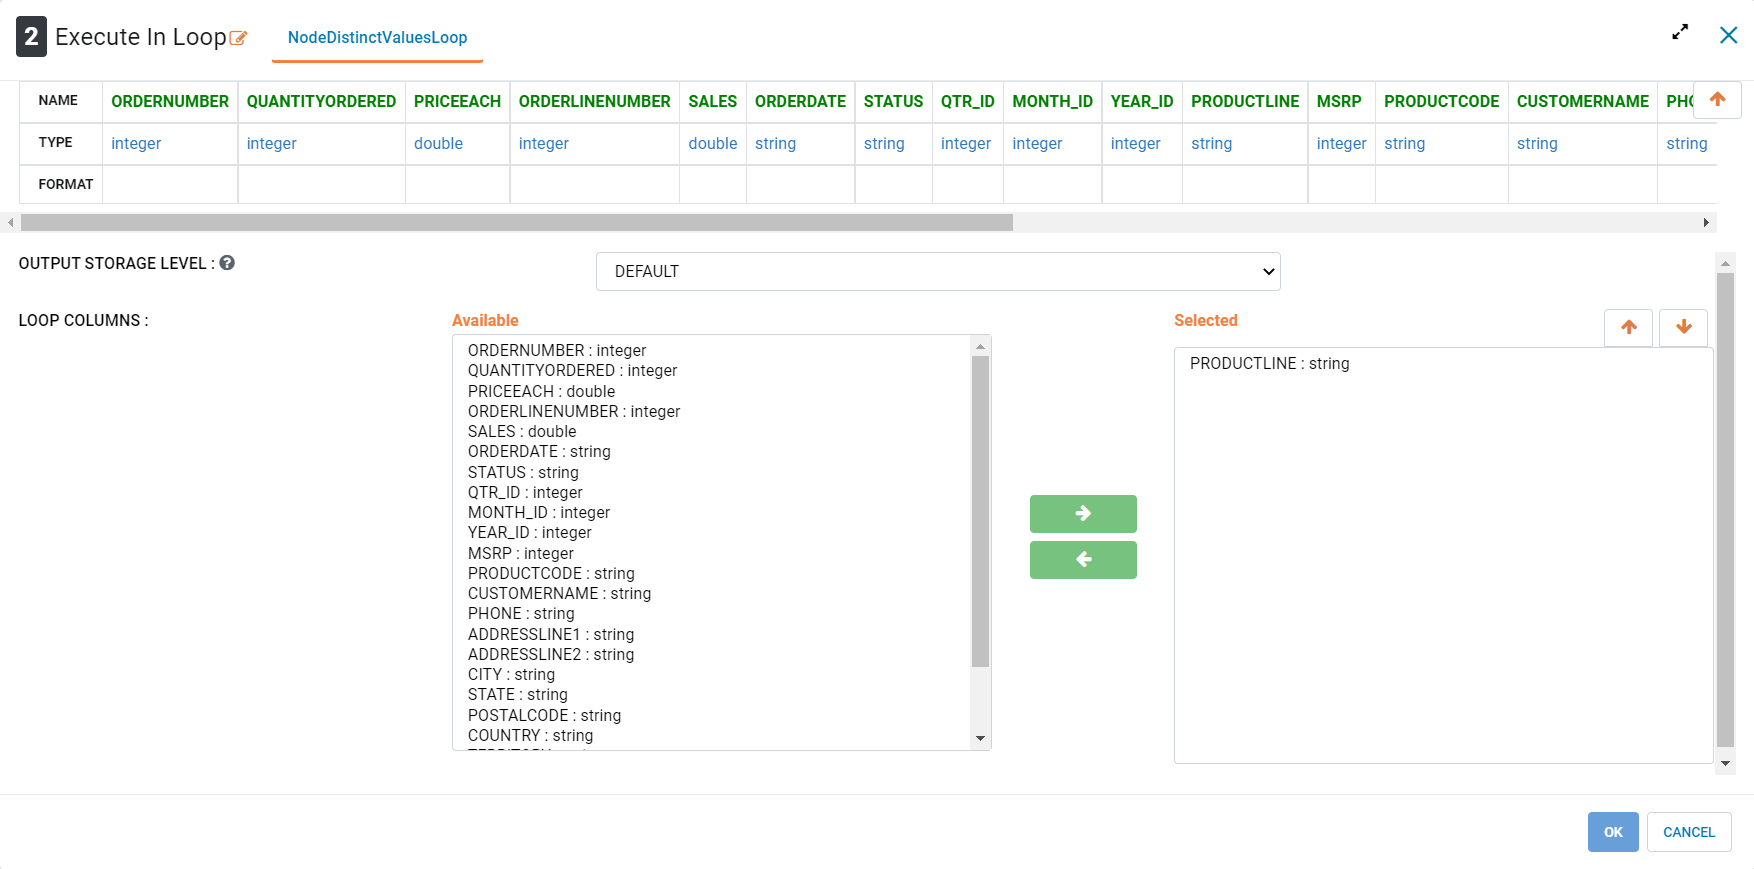 2 Execute In Loop NodeDistinctValuesLoop
NAME ORDERNUMBER QUANTITYORDERED PRICEEACH ORDERLINENUMBER SALES ORDERDATE STATUS QTR_ID MONTH_ID YEAR_ID PRODUCTLINE MSRP PRODUCTCODE CUSTOMERNAME
TYPE integer integer double integer double string string integer integer integer string integer string string string
FORMAT
OUTPUT STORAGE LEVEL : ?
DEFAULT
LOOP COLUMNS :
Available
ORDERNUMBER : integer
QUANTITYORDERED : integer
PRICEEACH : double
ORDERLINENUMBER : integer
SALES : double
ORDERDATE : string
STATUS : string
QTR_ID : integer
MONTH_ID : integer
YEAR_ID : integer
MSRP : integer
PRODUCTCODE : string
CUSTOMERNAME : string
PHONE : string
ADDRESSLINE1 : string
ADDRESSLINE2 : string
CITY : string
STATE : string
POSTALCODE : string
COUNTRY : string
Selected
PRODUCTLINE : string
OK CANCEL